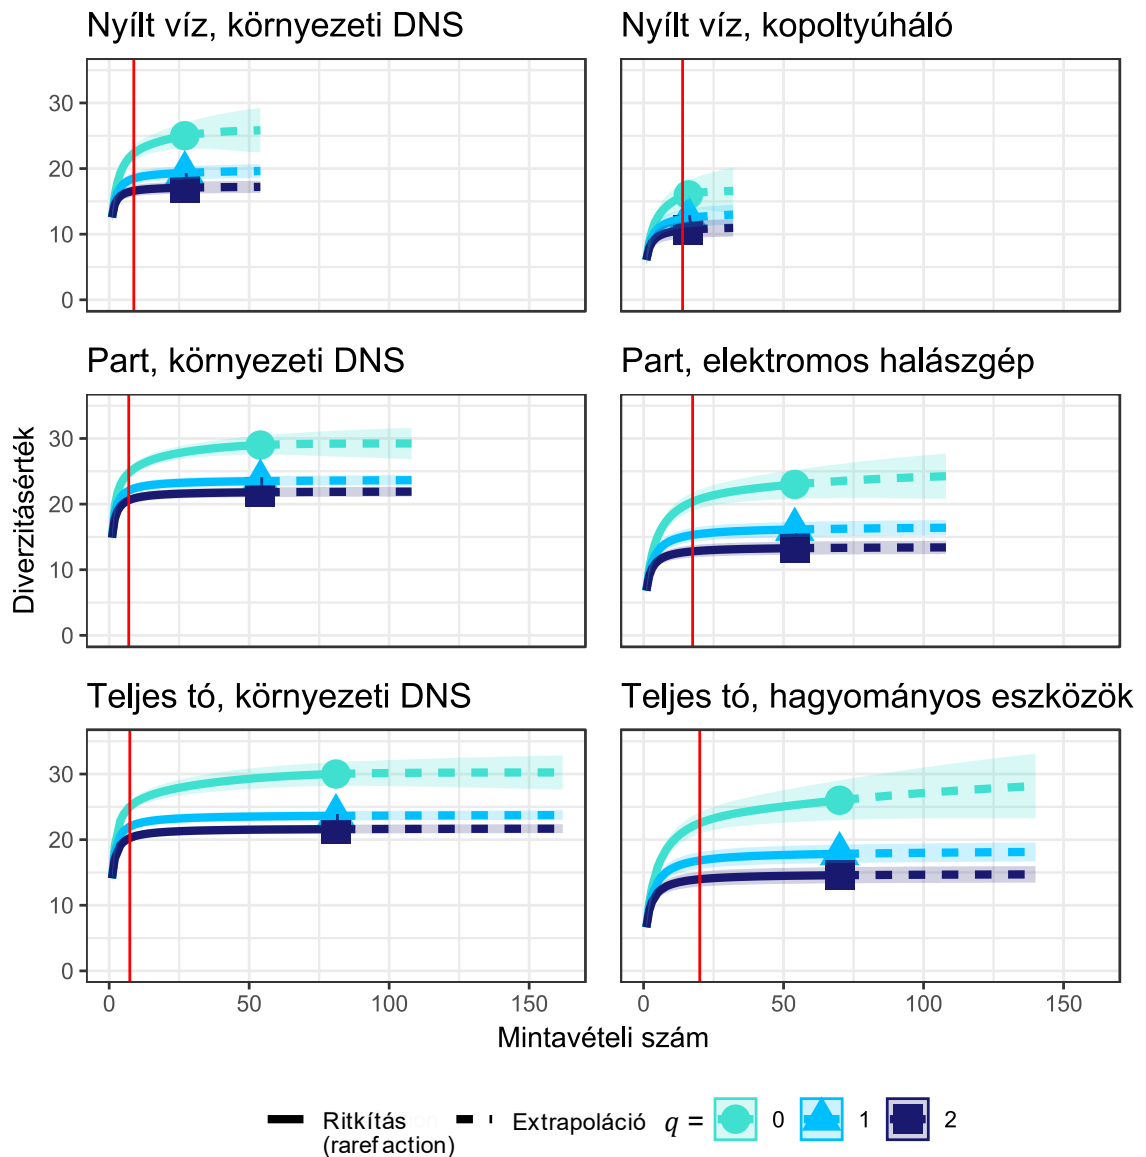 Nyílt víz, környezeti DNS
Nyílt víz, kopoltyúháló
30
20
10
0
Part, környezeti DNS
Part, elektromos halászgép
30
20
10
0
Diverzitásérték
Teljes tó, környezeti DNS
Teljes tó, hagyományos eszközök
30
20
10
0
0 50 100 150
0 50 100 150
Mintavételi szám
Ritkítás
(rarefaction)
Extrapoláció
q = 0 1 2